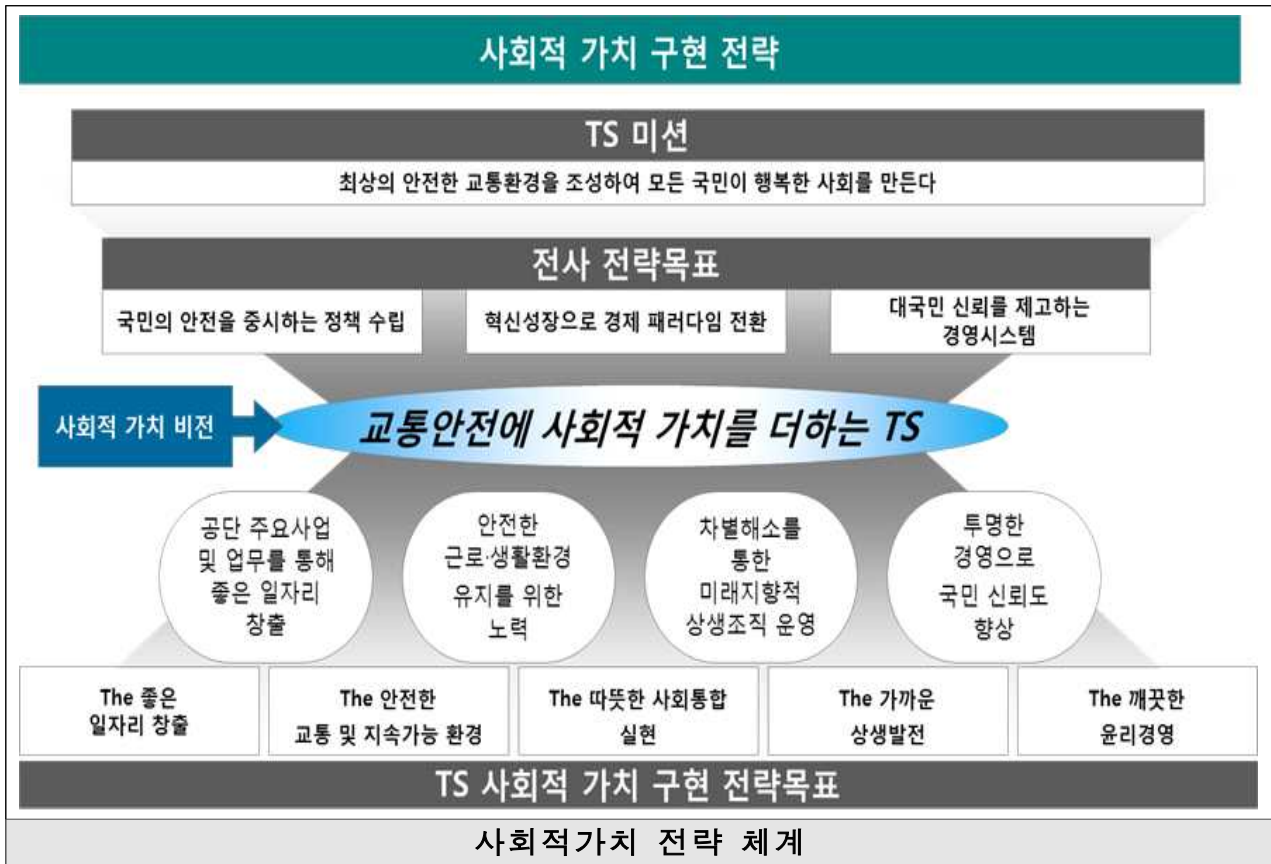 사회적 가치 구현 전략
TS 미션
최상의 안전한 교통환경을 조성하여 모든 국민이 행복한 사회를 만든다
전사 전략목표
국민의 안전을 중시하는 정책 수립
혁신성장으로 경제 패러다임 전환
대국민 신뢰를 제고하는
경영시스템
사회적 가치 비전
교통안전에 사회적 가치를 더하는 TS
공단 주요사업
및 업무를 통해
좋은 일자리
창출
안전한
근로·생활환경
유지를 위한
노력
차별해소를
통한
미래지향적
상생조직 운영
투명한
경영으로
국민 신뢰도
향상
The 좋은
일자리 창출
The 안전한
교통 및 지속가능 환경
The 따뜻한 사회통합
실현
The 가까운
상생발전
The 깨끗한
윤리경영
TS 사회적 가치 구현 전략목표
사회적가치 전략 체계